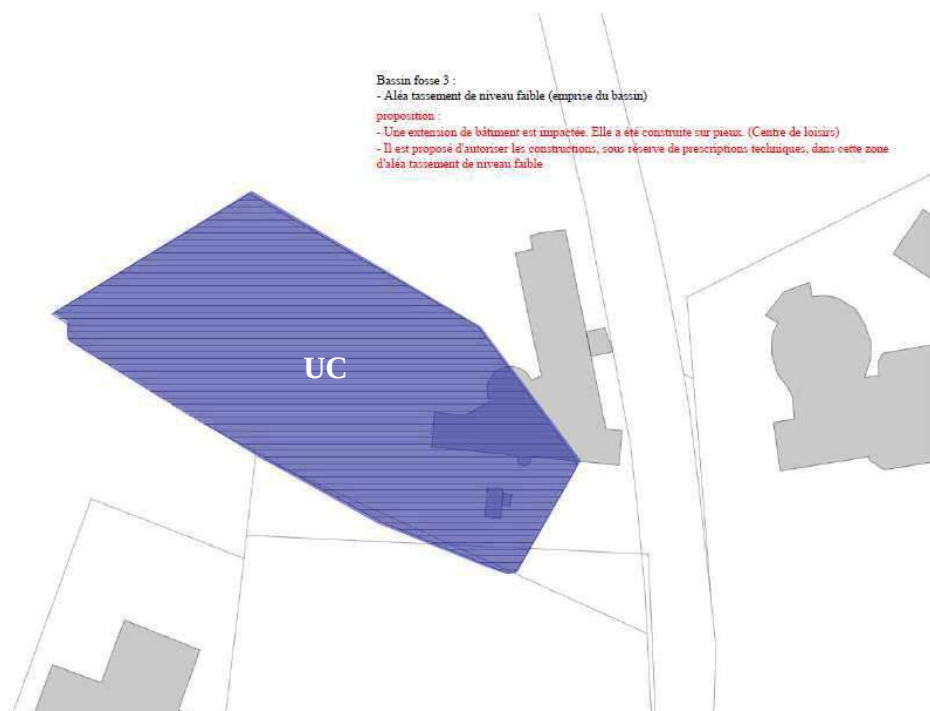 Bassin fosse 3 :
- Aléa tassement de niveau faible (emprise du bassin)
proposition :
- Une extension de bâtiment est impactée. Elle a été construite sur pieux. (Centre de loisirs)
- Il est proposé d'autoriser les constructions, sous réserve de prescriptions techniques, dans cette zone
d'aléa tassement de niveau faible
UC